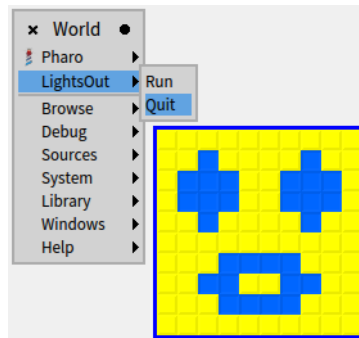 World
Pharo
LightsOut
Run
Browse
Quit
Debug
Sources
System
Library
Windows
Help